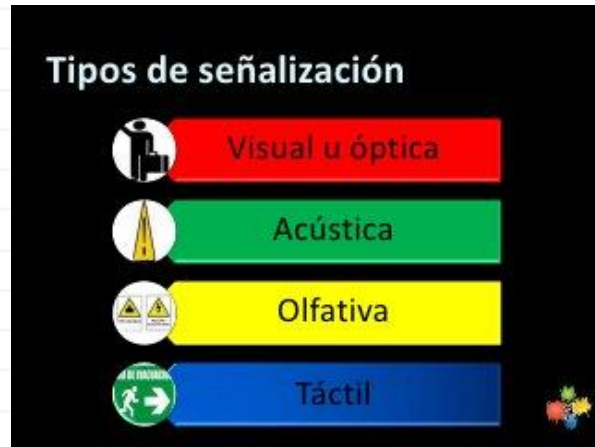 Tipos de señalización
Visual u óptica
Acústica
Olfativa
Táctil